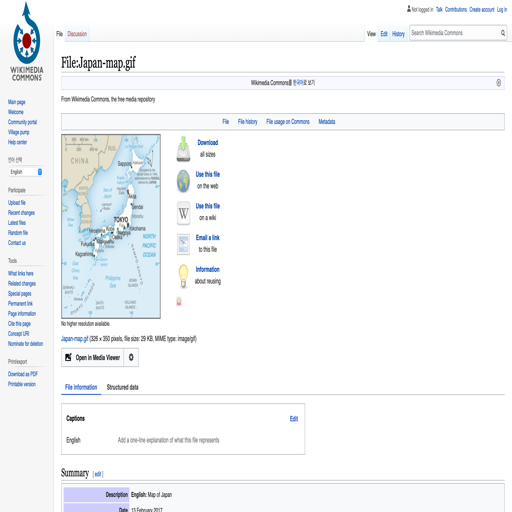 Not logged in Talk Contributions Create account Log in
File Discussion
View Edit History
Search Wikimedia Commons
WIKIMEDIA
COMMONS
Main page
Welcome
Community portal
Village pump
Help center
언어 선택
English
Participate
Upload file
Recent changes
Latest files
Random file
Contact us
Tools
What links here
Related changes
Special pages
Permanent link
Page information
Cite this page
Concept URI
Nominate for deletion
Print/export
Download as PDF
Printable version
File:Japan-map.gif
Wikimedia Commons를 한국어로 보기
From Wikimedia Commons, the free media repository
File File history File usage on Commons Metadata
CHINA
Sapporo
Akita
Sendai
TOKYO
Yokohama
Kobe
Osaka
Hiroshima
Fukuoka
Kagoshima
NORTH
PACIFIC
OCEAN
Philippine
Sea
Download
all sizes
Use this file
on the web
Use this file
on a wiki
Email a link
to this file
Information
about reusing
No higher resolution available.
Japan-map.gif (326 × 350 pixels, file size: 29 KB, MIME type: image/gif)
Open in Media Viewer
File information Structured data
Captions Edit
English Add a one-line explanation of what this file represents
Summary [ edit ]
Description English: Map of Japan
Date 13 February 2017